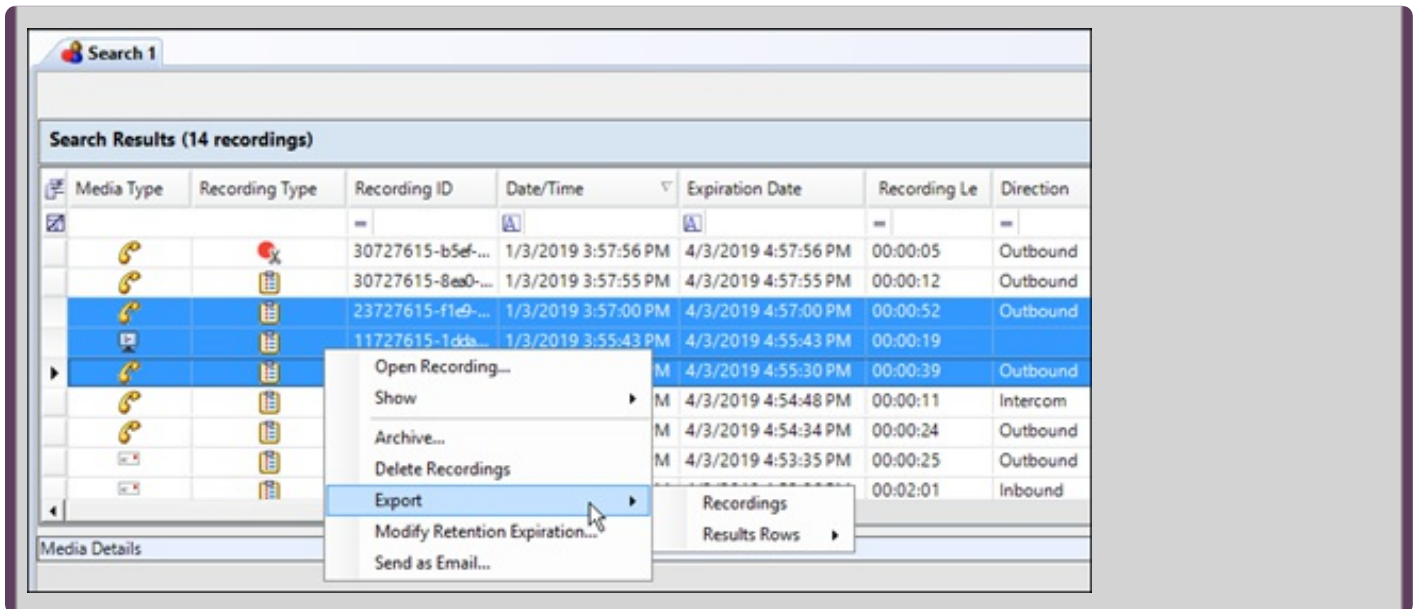 Search 1
Search Results (14 recordings)
Media Type Recording Type Recording ID Date/Time Expiration Date Recording Le Direction
= A A = =
30727615-b5ef-... 1/3/2019 3:57:56 PM 4/3/2019 4:57:56 PM 00:00:05 Outbound
30727615-8ea0-... 1/3/2019 3:57:55 PM 4/3/2019 4:57:55 PM 00:00:12 Outbound
23727615-f1e9-... 1/3/2019 3:57:00 PM 4/3/2019 4:57:00 PM 00:00:52 Outbound
11727615-1dda... 1/3/2019 3:55:43 PM 4/3/2019 4:55:43 PM 00:00:19
M 4/3/2019 4:55:30 PM 00:00:39 Outbound
M 4/3/2019 4:54:48 PM 00:00:11 Intercom
M 4/3/2019 4:54:34 PM 00:00:24 Outbound
M 4/3/2019 4:53:35 PM 00:00:25 Outbound
00:02:01 Inbound
Open Recording...
Show
Archive...
Delete Recordings
Export
Modify Retention Expiration...
Send as Email...
Recordings
Results Rows
Media Details